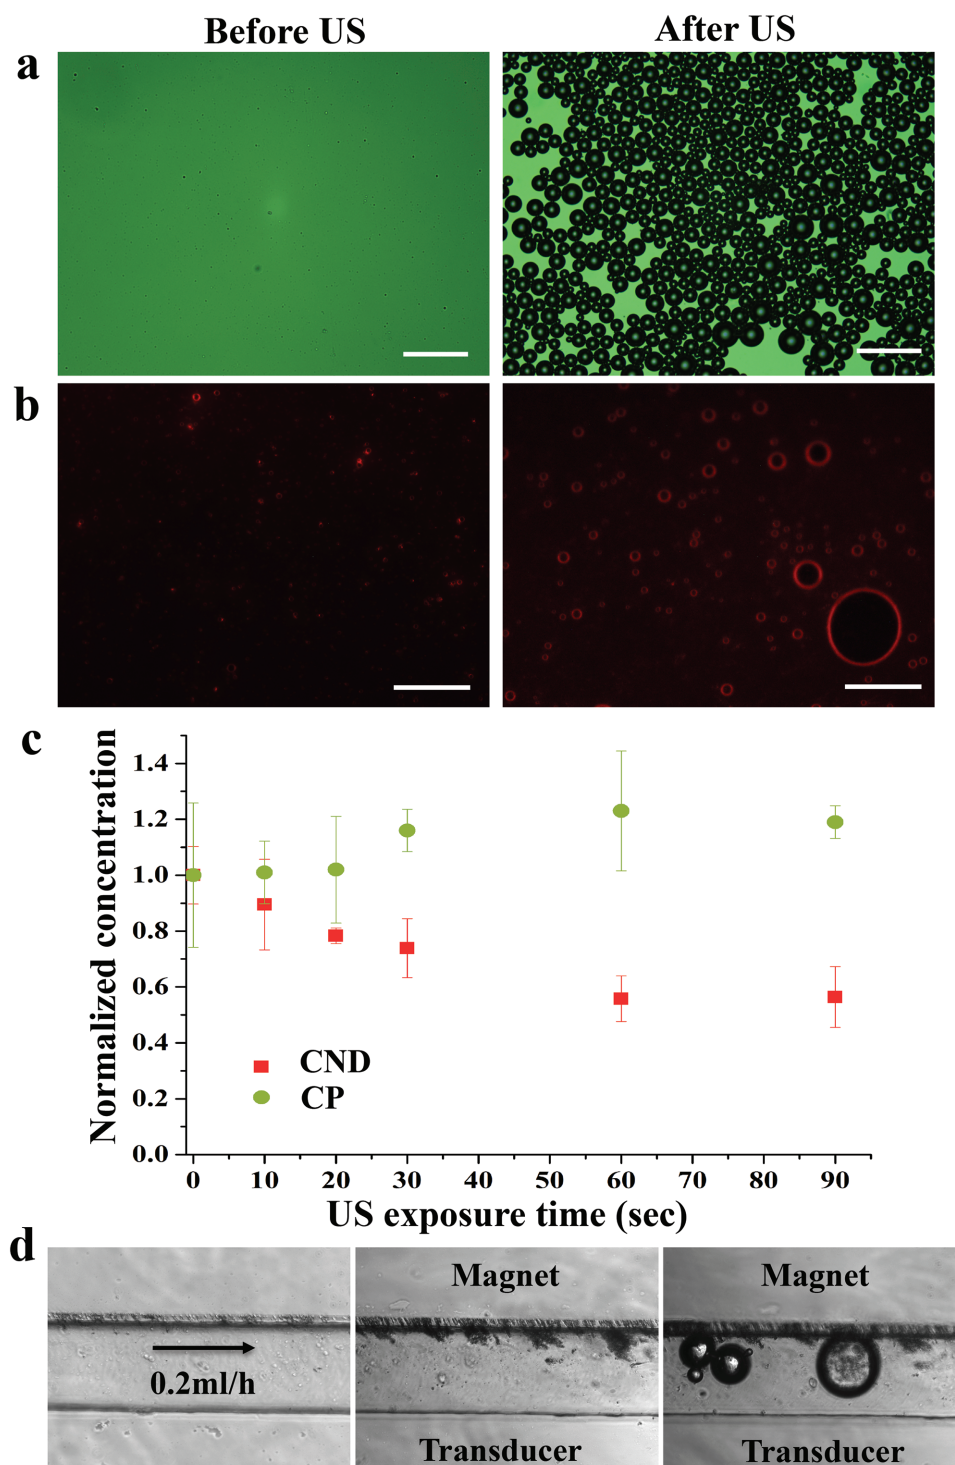 Before US
After US
a
b
c
Normalized concentration
1.4
1.2
1.0
0.8
0.6
0.4
0.2
0.0
CND
CP
0 10 20 30 40 50 60 70 80 90
US exposure time (sec)
d
0.2ml/h
Magnet
Transducer
Magnet
Transducer